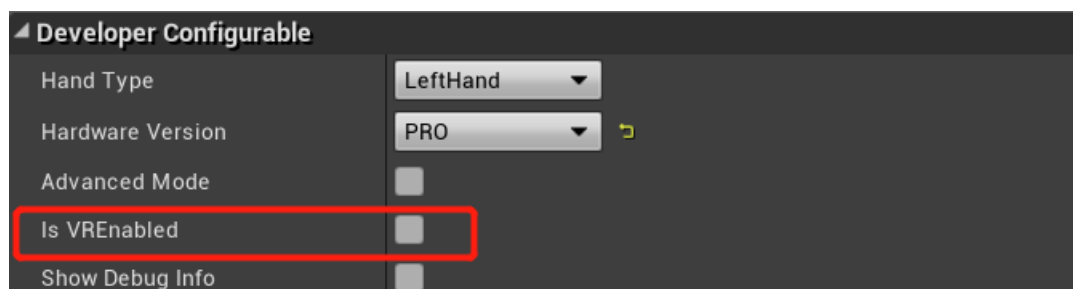 Developer Configurable
Hand Type LeftHand
Hardware Version PRO
Advanced Mode
Is VREnabled
Show Debug Info